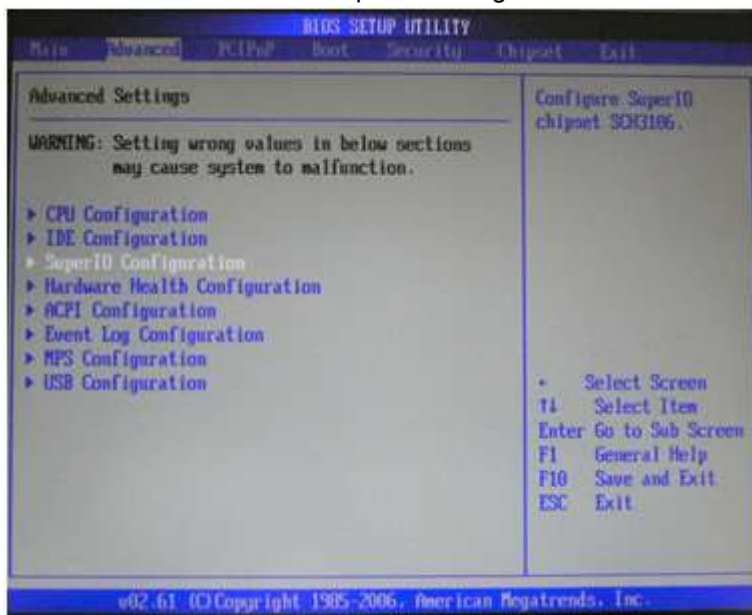 BIOS SETUP UTILITY
Main Advanced PCIPnP Boot Security Chipset Exit
Advanced Settings
WARNING: Setting wrong values in below sections
may cause system to malfunction.
▶ CPU Configuration
▶ IDE Configuration
▶ SuperIO Configuration
▶ Hardware Health Configuration
▶ ACPI Configuration
▶ Event Log Configuration
▶ MPS Configuration
▶ USB Configuration
Configure SuperIO
chipset SCH3106.
Select Screen
↑↓ Select Item
Enter Go to Sub Screen
F1 General Help
F10 Save and Exit
ESC Exit
v02.61 (C)Copyright 1985-2006, American Megatrends, Inc.